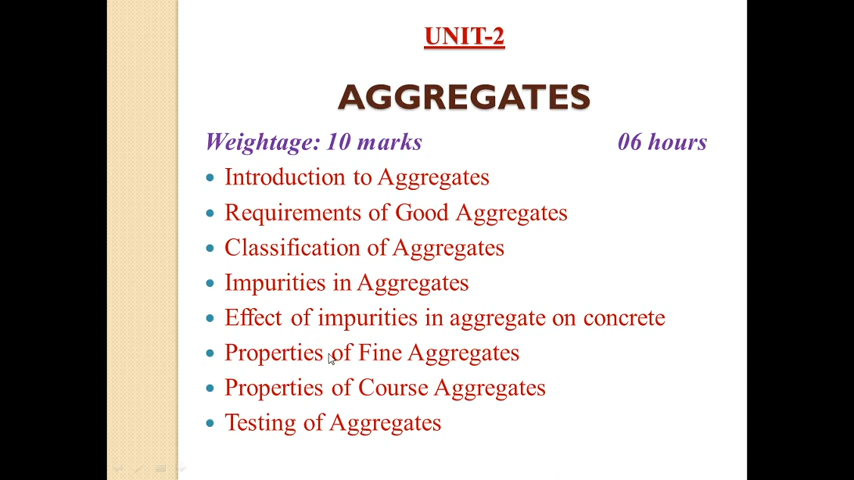 UNIT-2
AGGREGATES
Weightage: 10 marks 06 hours
Introduction to Aggregates
Requirements of Good Aggregates
Classification of Aggregates
Impurities in Aggregates
Effect of impurities in aggregate on concrete
Properties of Fine Aggregates
Properties of Course Aggregates
Testing of Aggregates